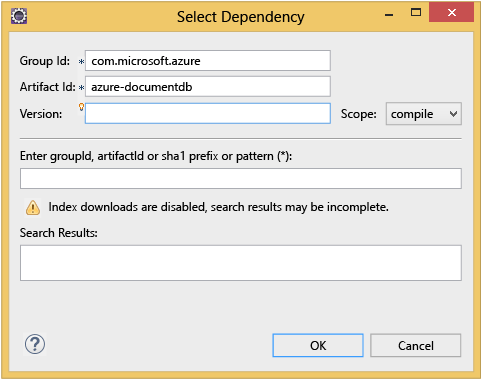 Select Dependency
Group Id: * com.microsoft.azure
Artifact Id: * azure-documentdb
Version: Scope: compile
Enter groupId, artifactId or sha1 prefix or pattern (*):
Index downloads are disabled, search results may be incomplete.
Search Results:
? OK Cancel